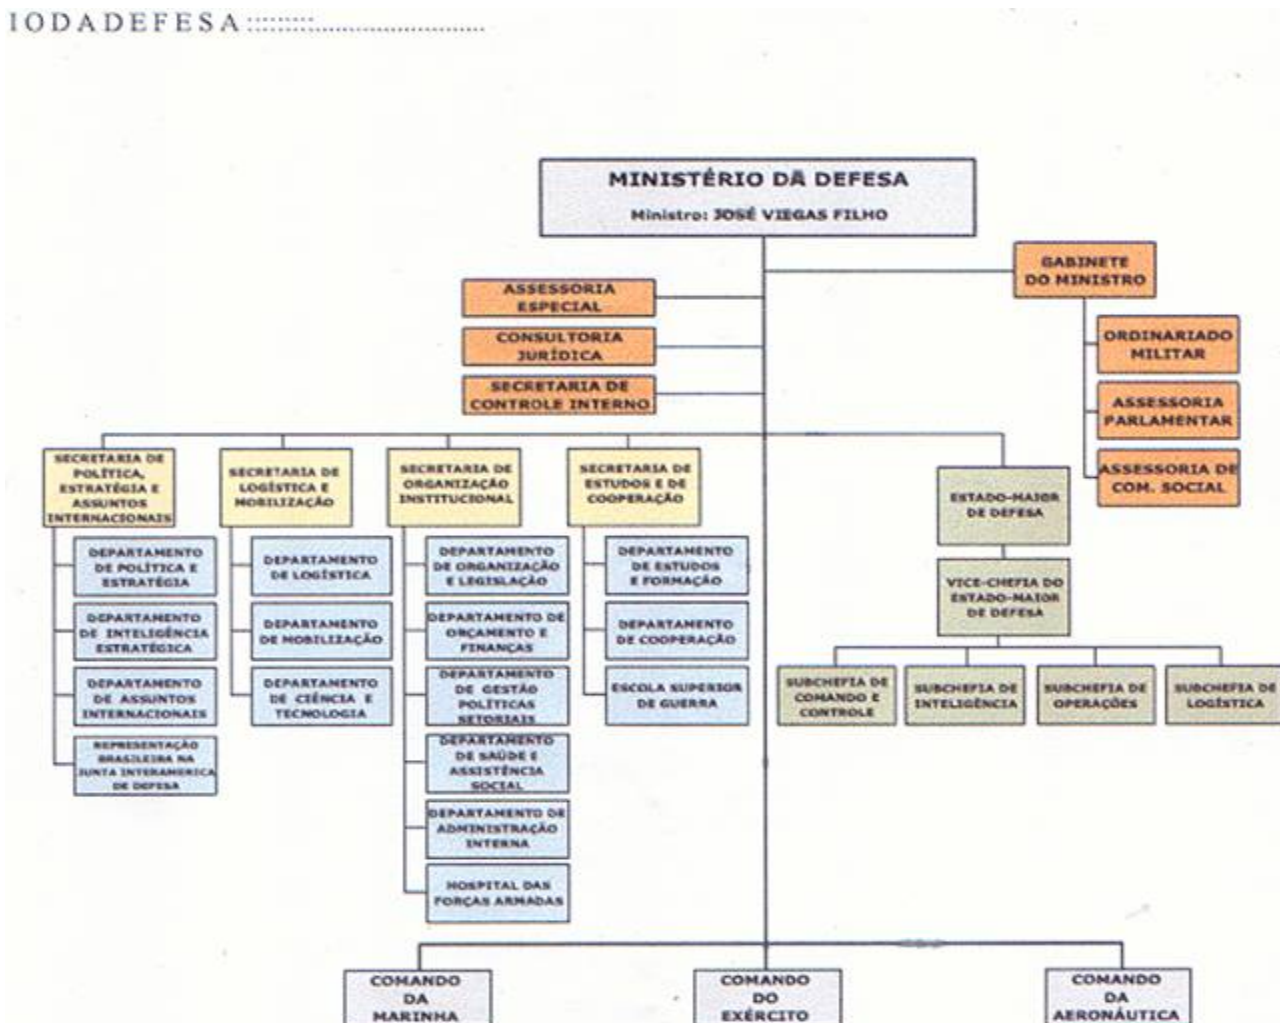 IODADEFESA
MINISTÉRIO DA DEFESA
Ministro: JOSÉ VIEGAS FILHO
GABINETE
DO MINISTRO
ASSESSORIA
ESPECIAL
CONSULTORIA
JURÍDICA
SECRETARIA DE
CONTROLE INTERNO
ORDINARIADO
MILITAR
ASSESSORIA
PARLAMENTAR
ASSESSORIA DE
COM. SOCIAL
SECRETARIA DE
POLÍTICA,
ESTRATÉGIA E
ASSUNTOS
INTERNACIONAIS
DEPARTAMENTO
DE POLÍTICA E
ESTRATÉGIA
DEPARTAMENTO
DE INTELIGÊNCIA
ESTRATÉGICA
DEPARTAMENTO
DE ASSUNTOS
INTERNACIONAIS
REPRESENTAÇÃO
BRASILEIRA NA
JUNTA INTERAMERICA
DE DEFESA
SECRETARIA DE
LOGÍSTICA E
MOBILIZAÇÃO
DEPARTAMENTO
DE LOGÍSTICA
DEPARTAMENTO
DE MOBILIZAÇÃO
DEPARTAMENTO
DE CIÊNCIA E
TECNOLOGIA
SECRETARIA DE
ORGANIZAÇÃO
INSTITUCIONAL
DEPARTAMENTO
DE ORGANIZAÇÃO
E LEGISLAÇÃO
DEPARTAMENTO DE
ORÇAMENTO E
FINANÇAS
DEPARTAMENTO
DE GESTÃO
POLÍTICAS
SETORIAIS
DEPARTAMENTO
DE SAÚDE E
ASSISTÊNCIA
SOCIAL
DEPARTAMENTO DE
ADMINISTRAÇÃO
INTERNA
HOSPITAL DAS
FORÇAS ARMADAS
SECRETARIA DE
ESTUDOS E DE
COOPERAÇÃO
DEPARTAMENTO
DE ESTUDOS
E FORMAÇÃO
DEPARTAMENTO
DE COOPERAÇÃO
ESCOLA SUPERIOR
DE GUERRA
ESTADO-MAIOR
DE DEFESA
VICE-CHEFIA DO
ESTADO-MAIOR
DE DEFESA
SUBCHEFIA DE
COMANDO E
CONTROLE
SUBCHEFIA DE
INTELIGÊNCIA
SUBCHEFIA DE
OPERAÇÕES
SUBCHEFIA DE
LOGÍSTICA
COMANDO
DA
MARINHA
COMANDO
DO
EXÉRCITO
COMANDO
DA
AERONÁUTICA